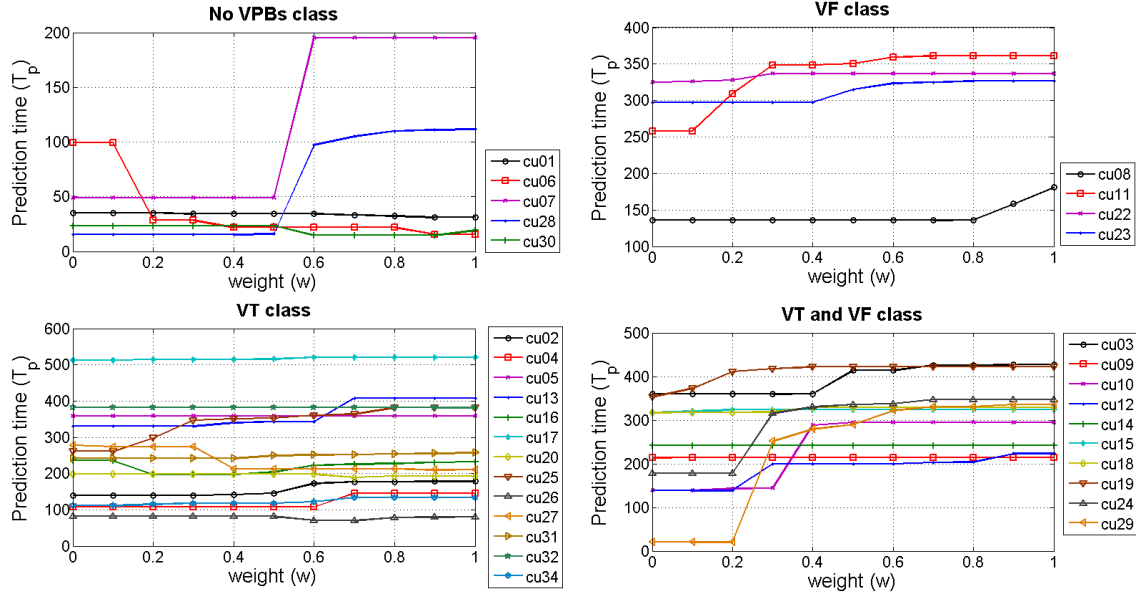 No VPBs class
Prediction time (Tp)
200
150
100
50
0
0 0.2 0.4 0.6 0.8 1
weight (w)
cu01
cu06
cu07
cu28
cu30
VF class
Prediction time (Tp)
400
350
300
250
200
150
100
0 0.2 0.4 0.6 0.8 1
weight (w)
cu08
cu11
cu22
cu23
VT class
Prediction time (Tp)
600
500
400
300
200
100
0
0 0.2 0.4 0.6 0.8 1
weight (w)
cu02
cu04
cu05
cu13
cu16
cu17
cu20
cu25
cu26
cu27
cu31
cu32
cu34
VT and VF class
Prediction time (Tp)
500
400
300
200
100
0
0 0.2 0.4 0.6 0.8 1
weight (w)
cu03
cu09
cu10
cu12
cu14
cu15
cu18
cu19
cu24
cu29